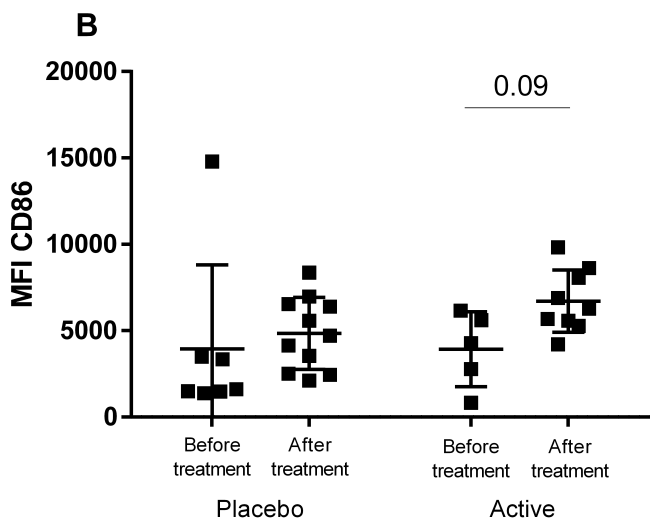 B
20000
15000
10000
5000
0
MFI CD86
0.09
Before
treatment
After
treatment
Before
treatment
After
treatment
Placebo
Active